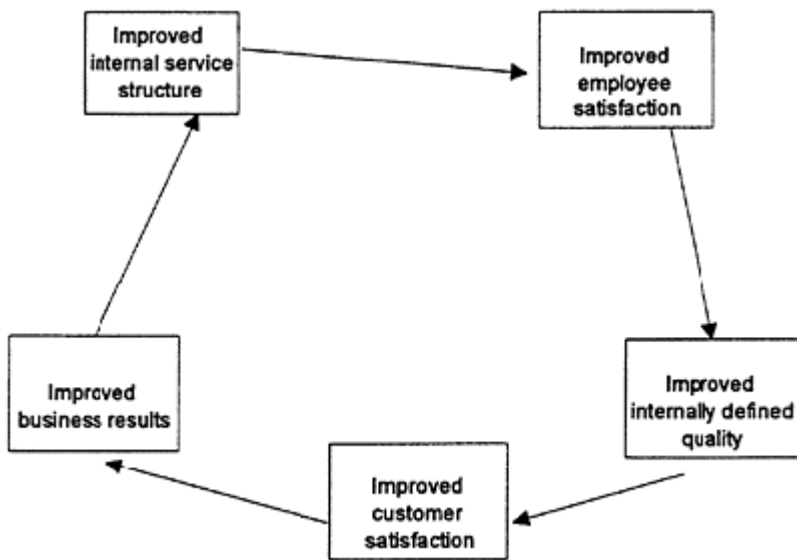 Improved
internal service
structure
Improved
employee
satisfaction
Improved
internally defined
quality
Improved
customer
satisfaction
Improved
business results